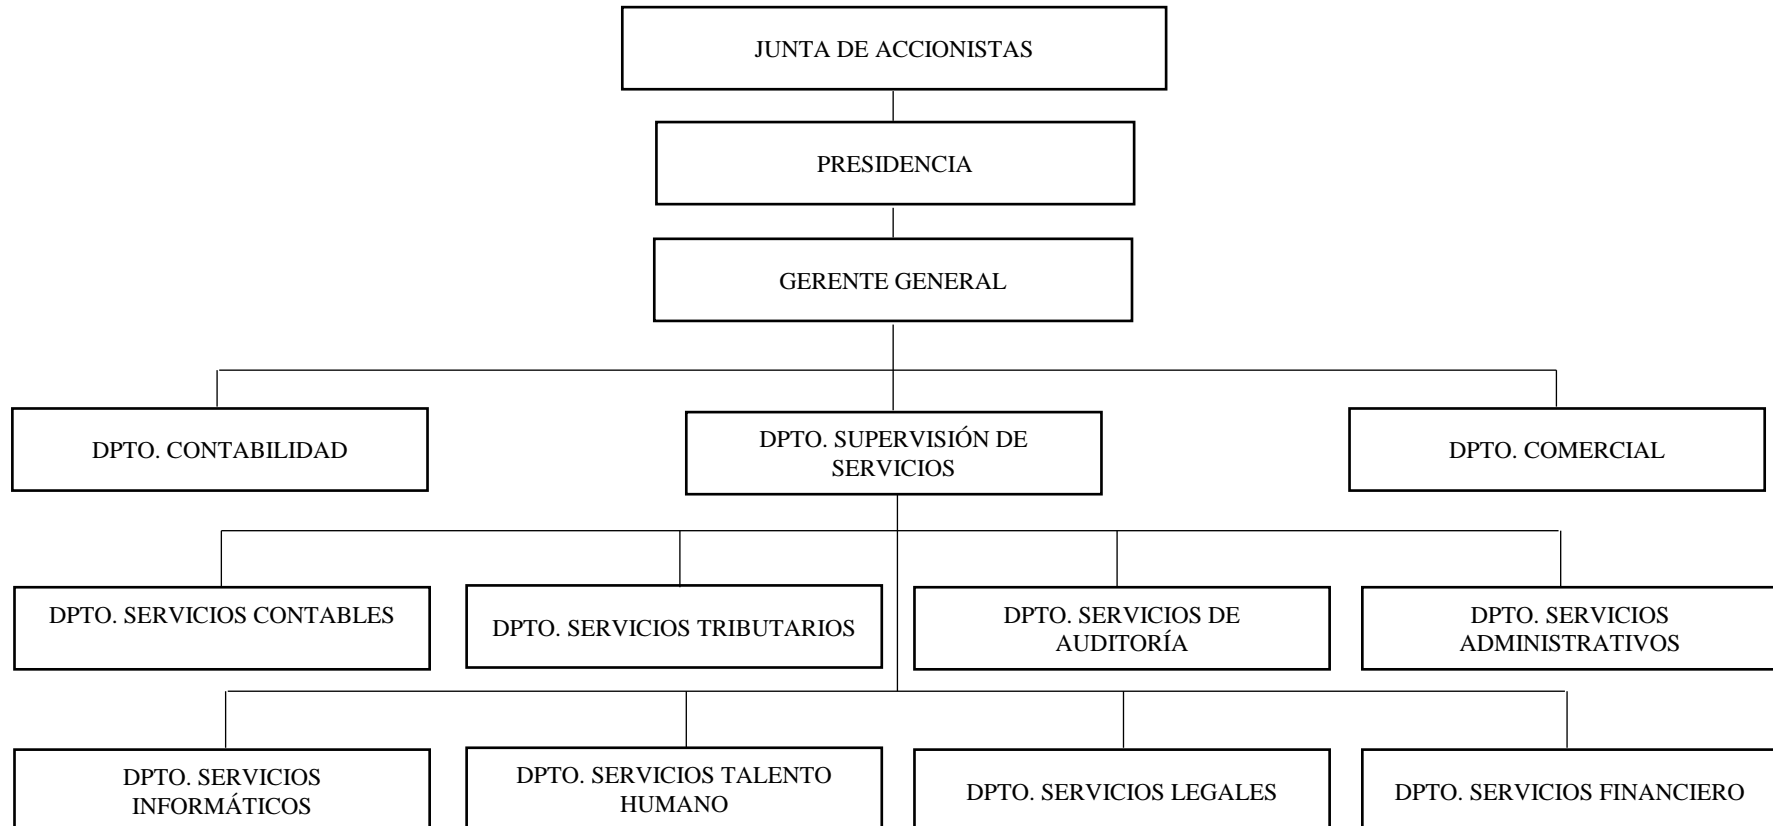 JUNTA DE ACCIONISTAS
PRESIDENCIA
GERENTE GENERAL
DPTO. CONTABILIDAD
DPTO. SUPERVISIÓN DE
SERVICIOS
DPTO. COMERCIAL
DPTO. SERVICIOS CONTABLES
DPTO. SERVICIOS TRIBUTARIOS
DPTO. SERVICIOS DE
AUDITORÍA
DPTO. SERVICIOS
ADMINISTRATIVOS
DPTO. SERVICIOS
INFORMÁTICOS
DPTO. SERVICIOS TALENTO
HUMANO
DPTO. SERVICIOS LEGALES
DPTO. SERVICIOS FINANCIERO